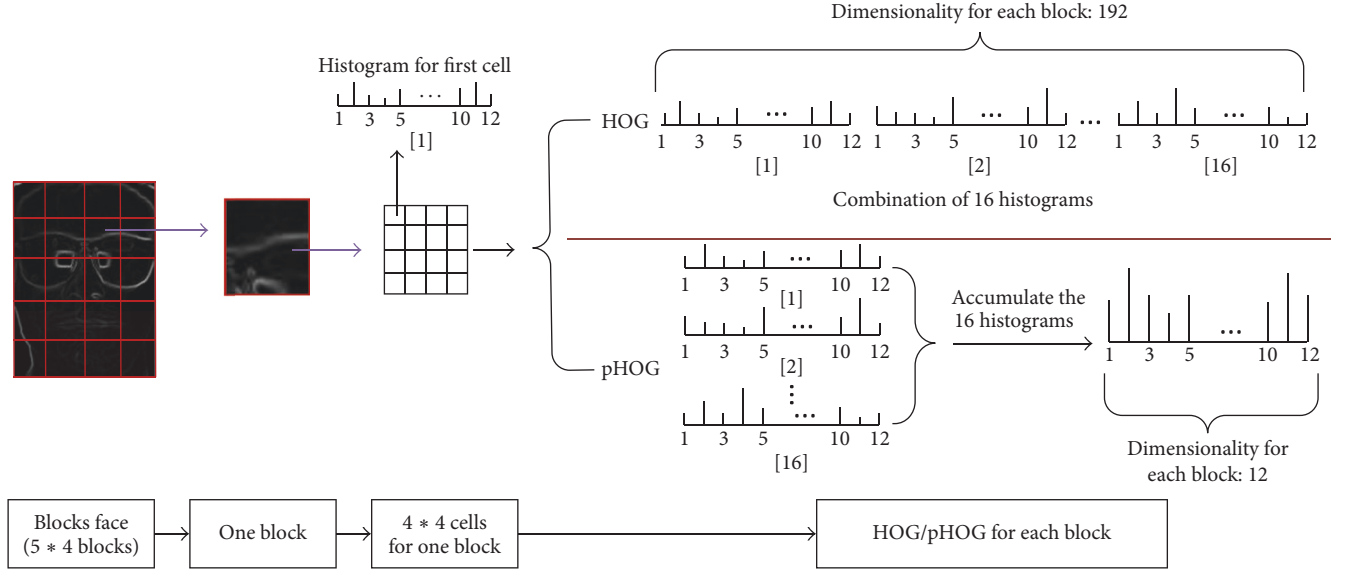 Dimensionality for each block: 192
Histogram for first cell
1 3 5 ... 10 12
[1]
HOG
1 3 5 ... 10 12 1 3 5 ... 10 12 ... 1 3 5 ... 10 12
[1] [2] [16]
Combination of 16 histograms
pHOG
1 3 5 ... 10 12
[1]
1 3 5 ... 10 12
[2]
1 3 5 ... 10 12
[16]
Accumulate the
16 histograms
1 3 5 ... 10 12
Dimensionality for
each block: 12
Blocks face
(5 ∗ 4 blocks)
One block
4 ∗ 4 cells
for one block
HOG/pHOG for each block